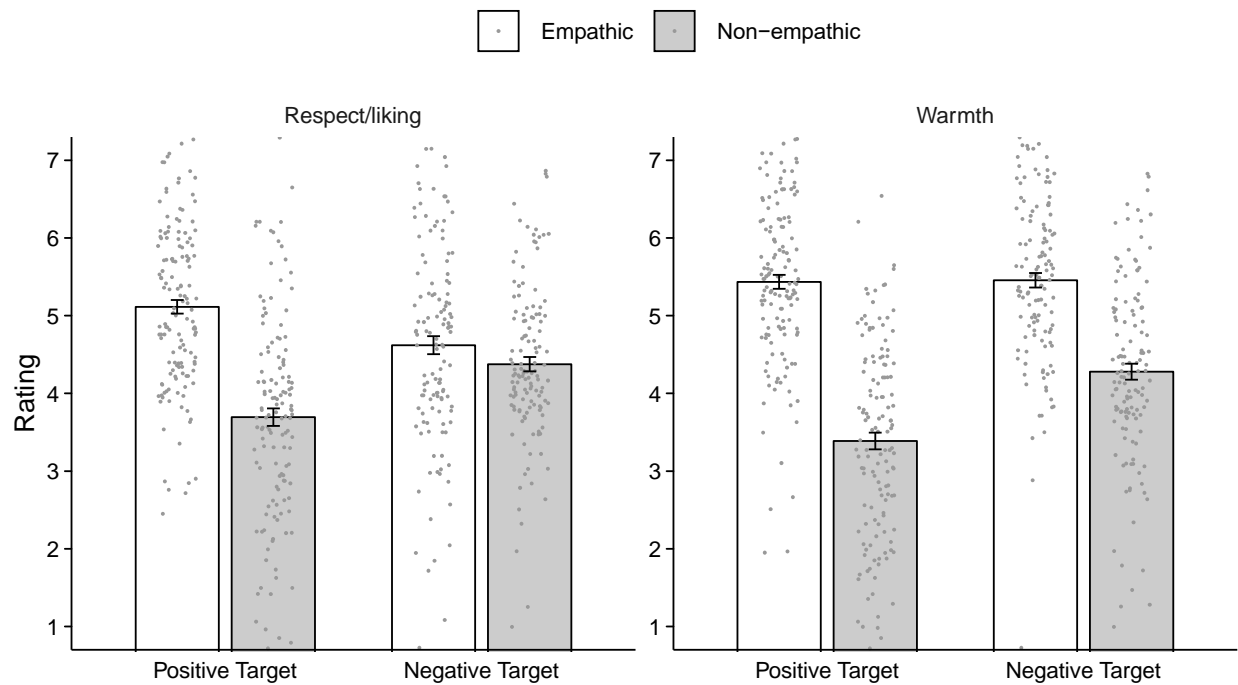 Empathic Non−empathic
Respect/liking Warmth
Rating
7 7
6 6
5 5
4 4
3 3
2 2
1 1
Positive Target Negative Target Positive Target Negative Target